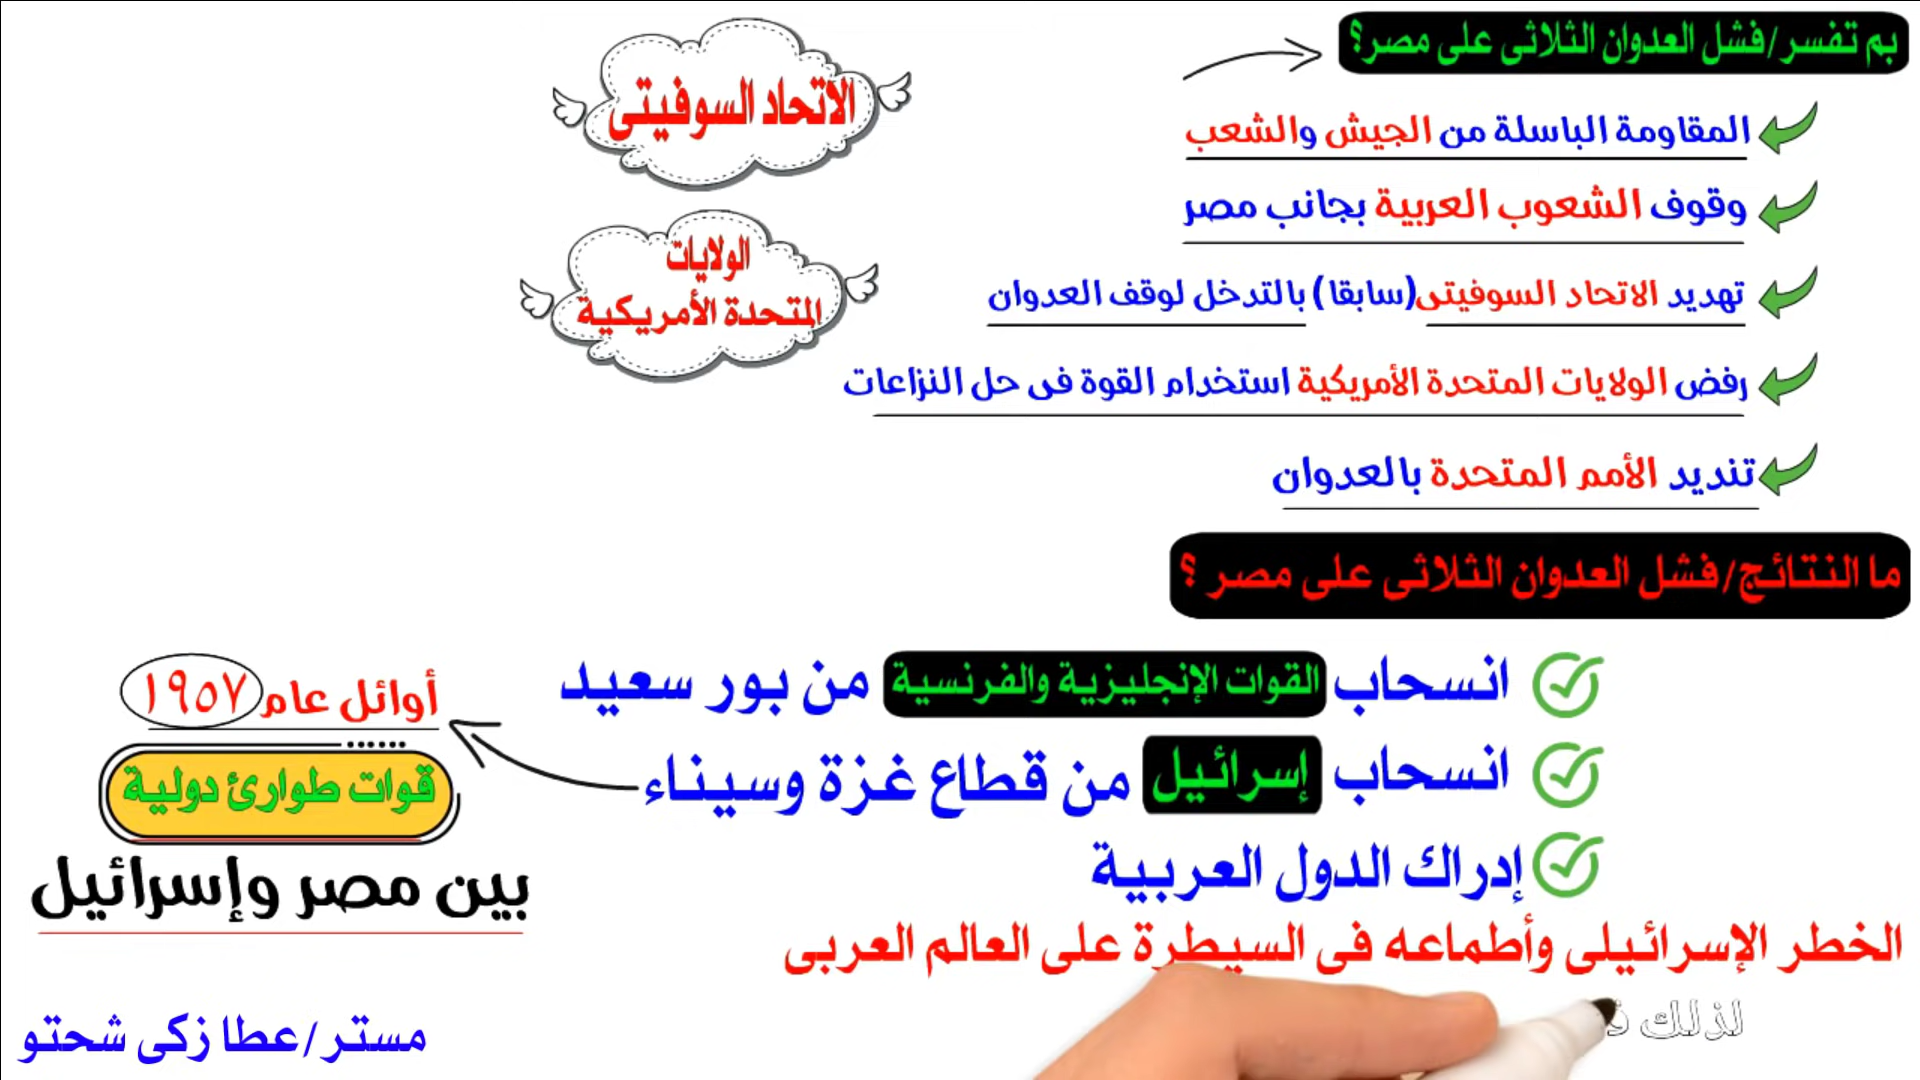 بم تفسر/فشل العدوان الثلاثى على مصر؟
المقاومة الباسلة من الجيش والشعب
وقوف الشعوب العربية بجانب مصر
تهديد الاتحاد السوفيتى(سابقا) بالتدخل لوقف العدوان
رفض الولايات المتحدة الأمريكية استخدام القوة فى حل النزاعات
تنديد الأمم المتحدة بالعدوان
الاتحاد السوفيتى
الولايات
المتحدة الأمريكية
ما النتائج/فشل العدوان الثلاثى على مصر ؟
انسحاب القوات الإنجليزية والفرنسية من بور سعيد
انسحاب إسرائيل من قطاع غزة وسيناء
أوائل عام ١٩٥٧
قوات طوارئ دولية
بين مصر وإسرائيل
إدراك الدول العربية
الخطر الإسرائيلى وأطماعه فى السيطرة على العالم العربى
لذلك
مستر/عطا زكى شحتو